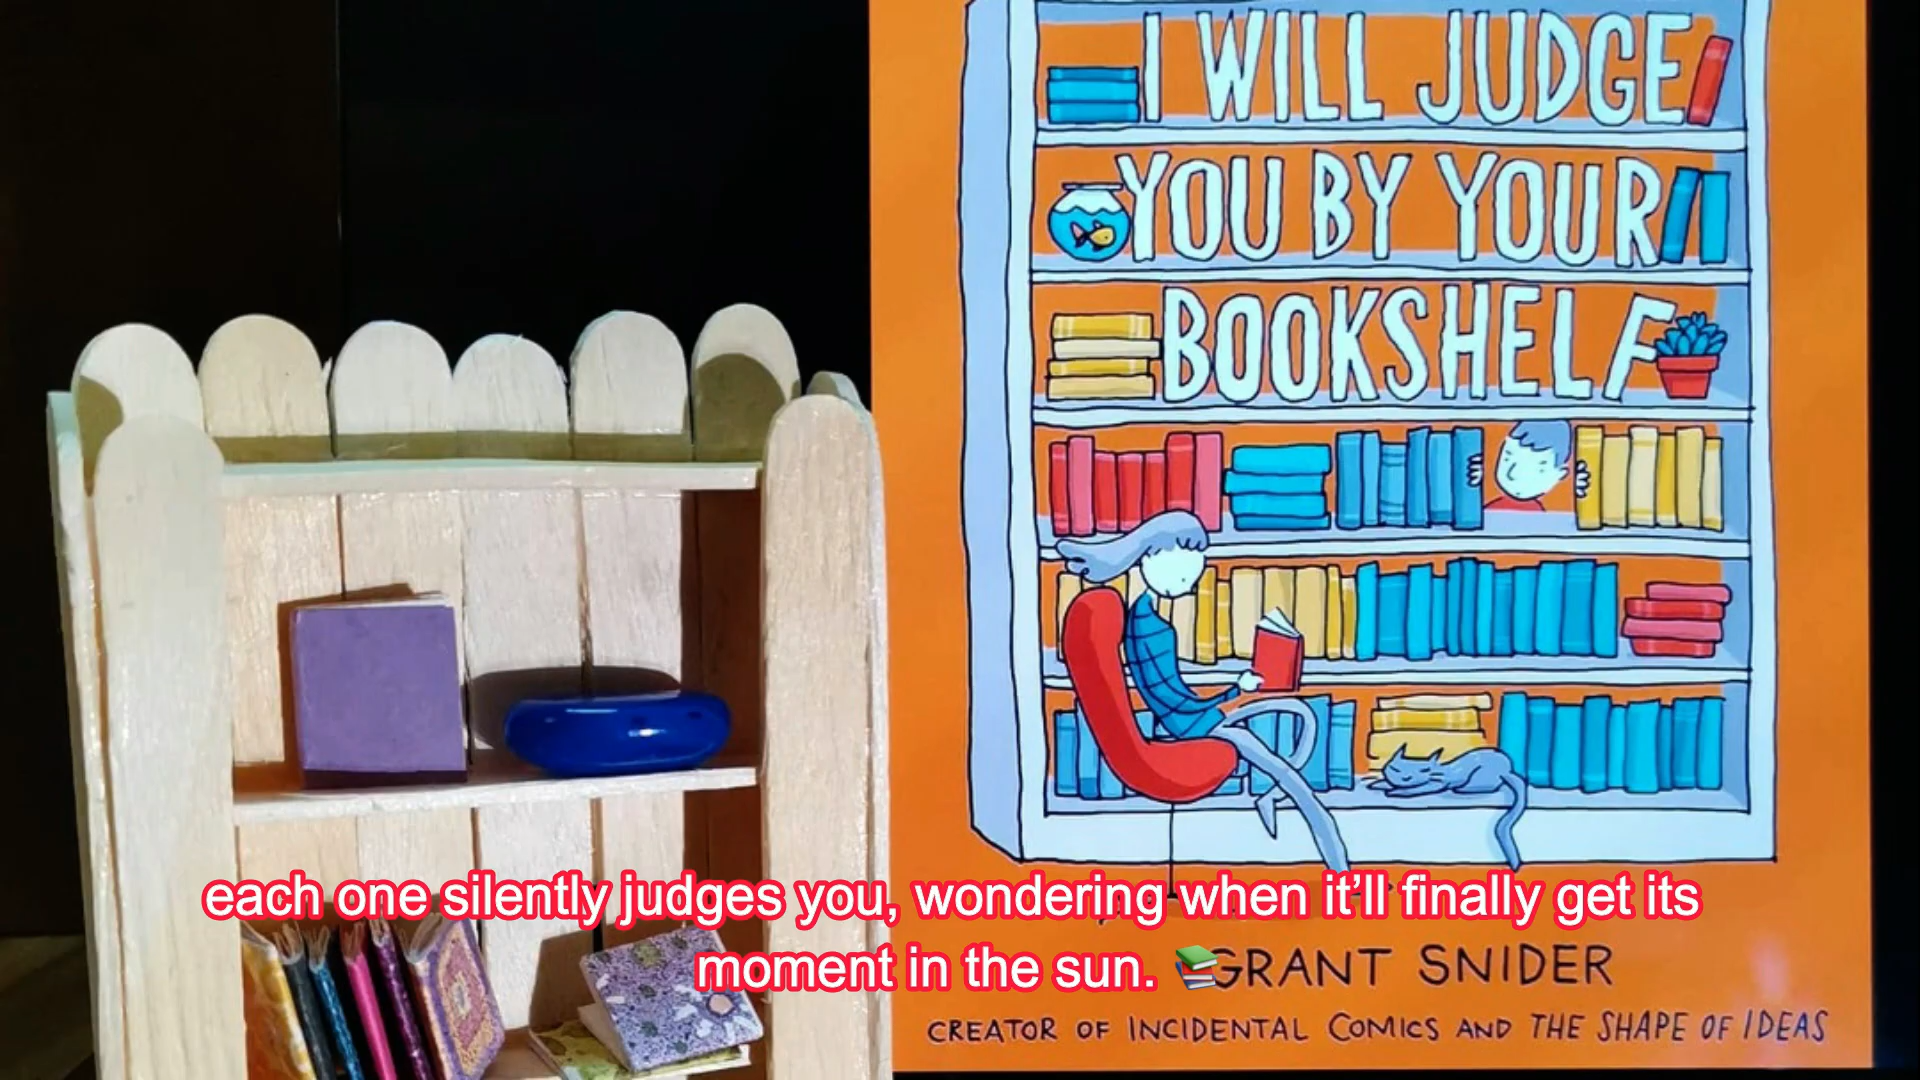 I WILL JUDGE
YOU BY YOUR
BOOKSHELF
each one silently judges you, wondering when it’ll finally get its
moment in the sun. 📚
GRANT SNIDER
CREATOR OF INCIDENTAL COMICS AND THE SHAPE OF IDEAS